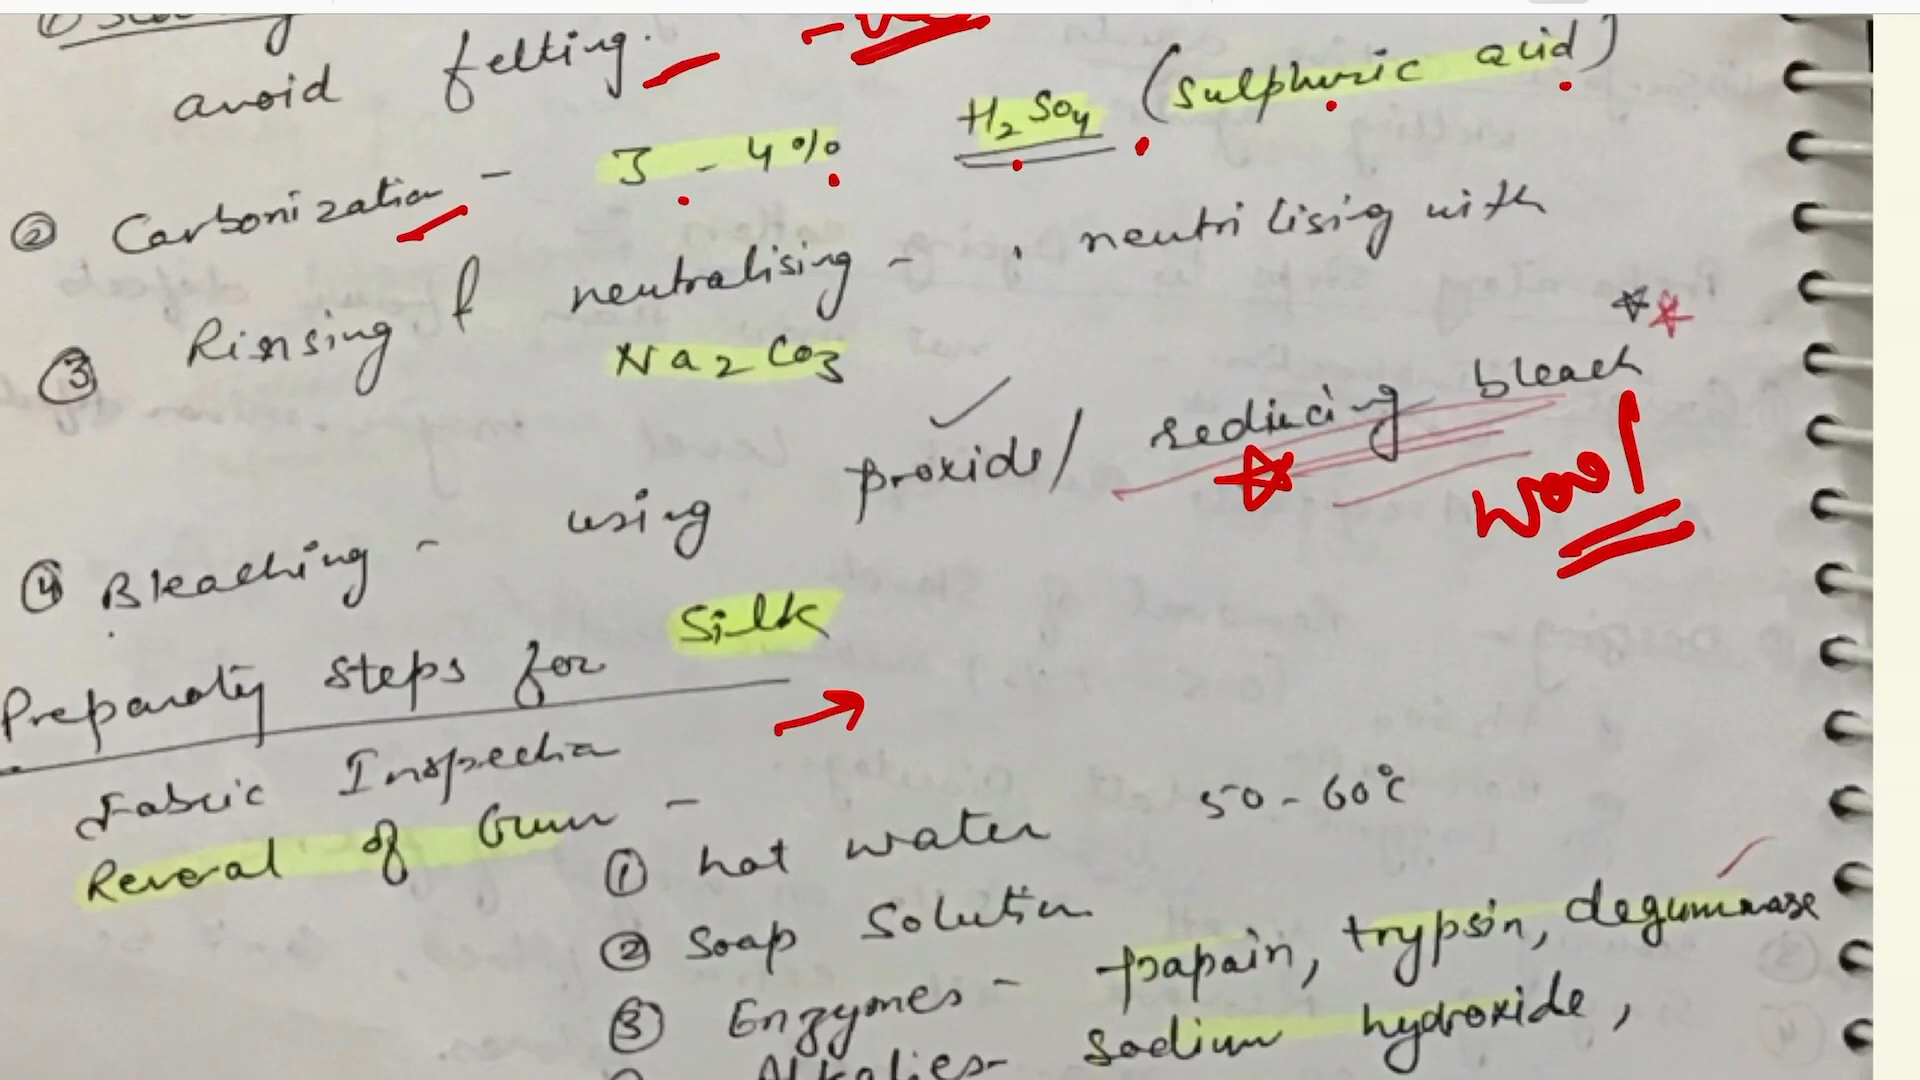 avoid felting.
② Carbonization - 3 - 4% H2SO4 (Sulphuric acid)
③ Rinsing & neutralising - neutrilising with
Na2CO3
④ Bleaching - using proxide/ reducing bleach
wool
Preparaty steps for Silk
Fabric Inspection
Reveral of Gum -
① hot water 50 - 60°C
② Soap Solution
③ Enzymes - papain, trypsin, degummase
Alkalies- Sodium hydroxide,